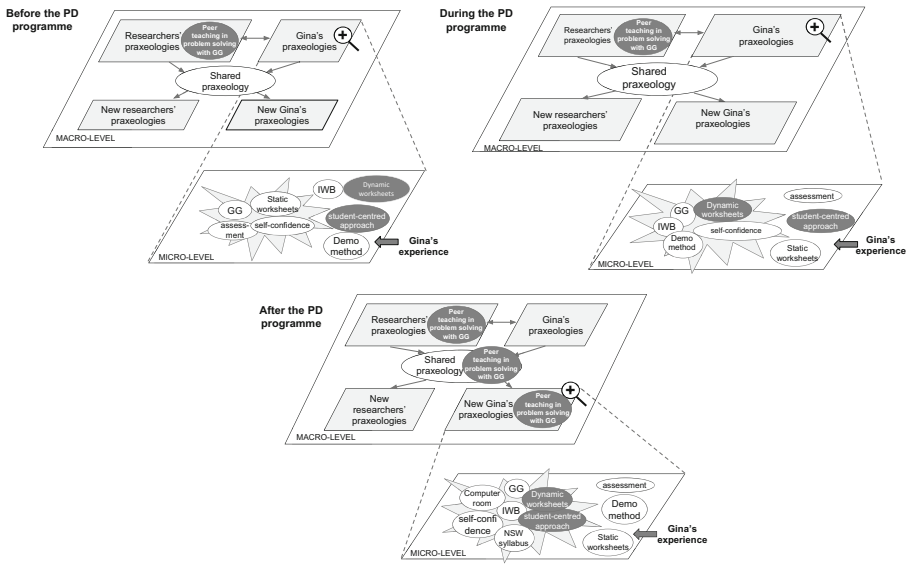 Before the PD
programme
Researchers'
praxeologies
Peer
teaching in
problem solving
with GG
Gina's
praxeologies
Shared
praxeology
New researchers'
praxeologies
New Gina's
praxeologies
MACRO-LEVEL
IWB
Dynamic
worksheets
Static
worksheets
GG
assess-
ment
self-confidence
student-centred
approach
Demo
method
Gina's
experience
MICRO-LEVEL
During the PD
programme
Researchers'
praxeologies
Peer
teaching in
problem solving
with GG
Gina's
praxeologies
Shared
praxeology
New researchers'
praxeologies
New Gina's
praxeologies
MACRO-LEVEL
GG
Dynamic
worksheets
assessment
IWB
self-confidence
student-centred
approach
Demo
method
Static
worksheets
Gina's
experience
MICRO-LEVEL
After the PD
programme
Researchers'
praxeologies
Peer
teaching in
problem solving
with GG
Gina's
praxeologies
Shared
praxeology
Peer
teaching in
problem solving
with GG
New
researchers'
praxeologies
New Gina's
praxeologies
Peer
teaching in
problem solving
with GG
MACRO-LEVEL
Computer
room
GG
Dynamic
worksheets
assessment
IWB
self-confi
dence
student-centred
approach
Demo
method
NSW
syllabus
Static
worksheets
Gina's
experience
MICRO-LEVEL